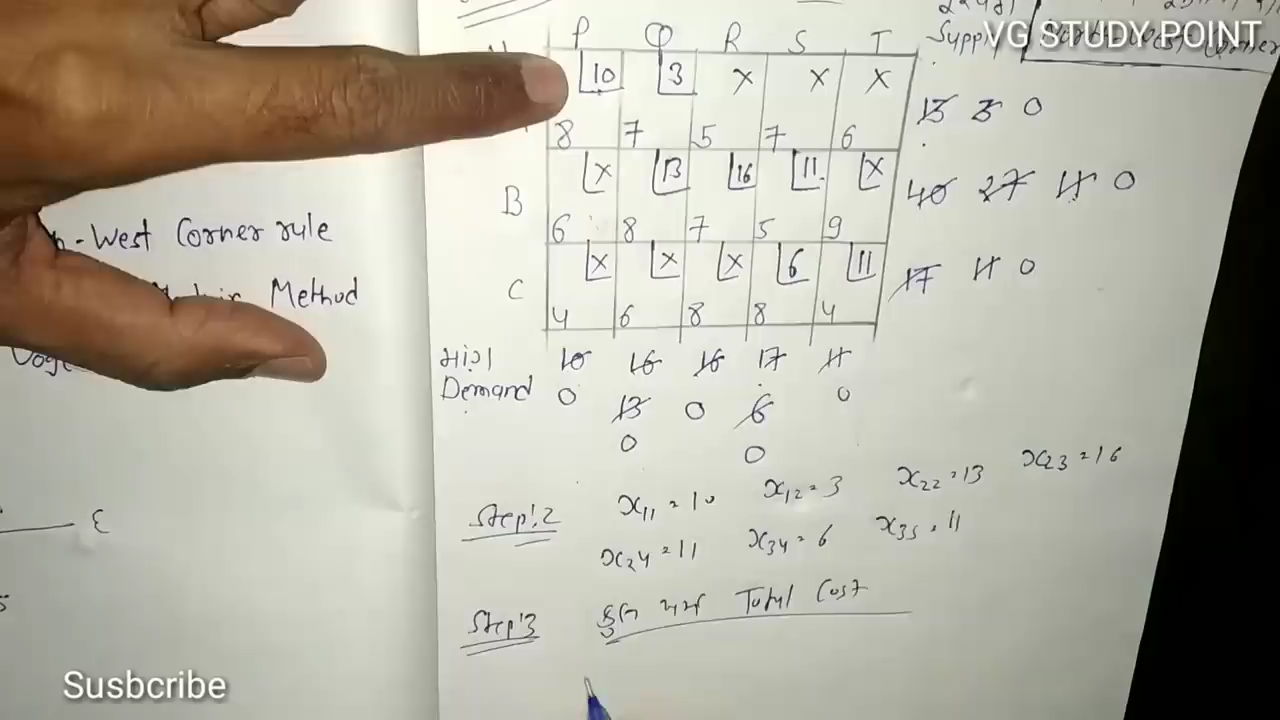 VG STUDY POINT
P Q R S T Supply
10 3 x x x
8 7 5 7 6
13 3 0
x 13 16 11 x
B
40 27 11 0
6 8 7 5 9
x x x 6 11
C
17 11 0
4 6 8 8 4
-West Corner rule
Method
मांग 10 16 16 17 11
Demand 0 13 0 6 0
0 0
Step:2 x11 = 10 x12 = 3 x22 = 13 x23 = 16
x24 = 11 x34 = 6 x35 = 11
Step:3 कुल Total Cost
Susbcribe